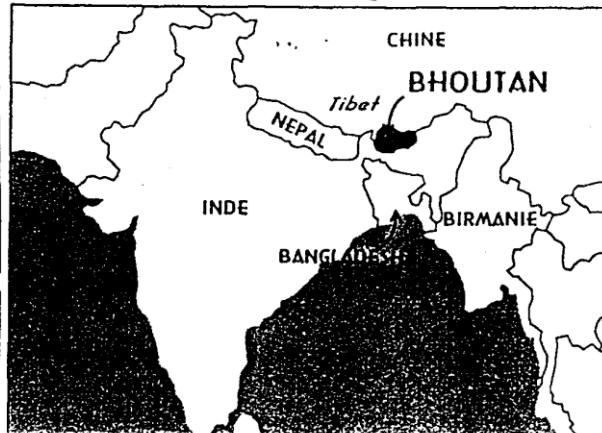 CHINE
BHOUTAN
Tibet
NEPAL
INDE
BIRMANIE
BANGLADESH